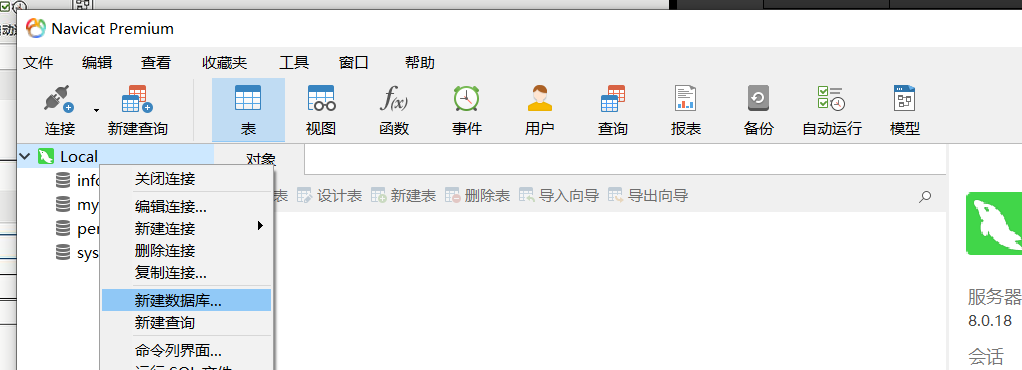 Navicat Premium
文件 编辑 查看 收藏夹 工具 窗口 帮助
连接 新建查询 表 视图 函数 事件 用户 查询 报表 备份 自动运行 模型
Local
对象
关闭连接
表 设计表 新建表 删除表 导入向导 导出向导
编辑连接...
新建连接
删除连接
复制连接...
新建数据库...
服务器
新建查询
8.0.18
命令列界面...
会话